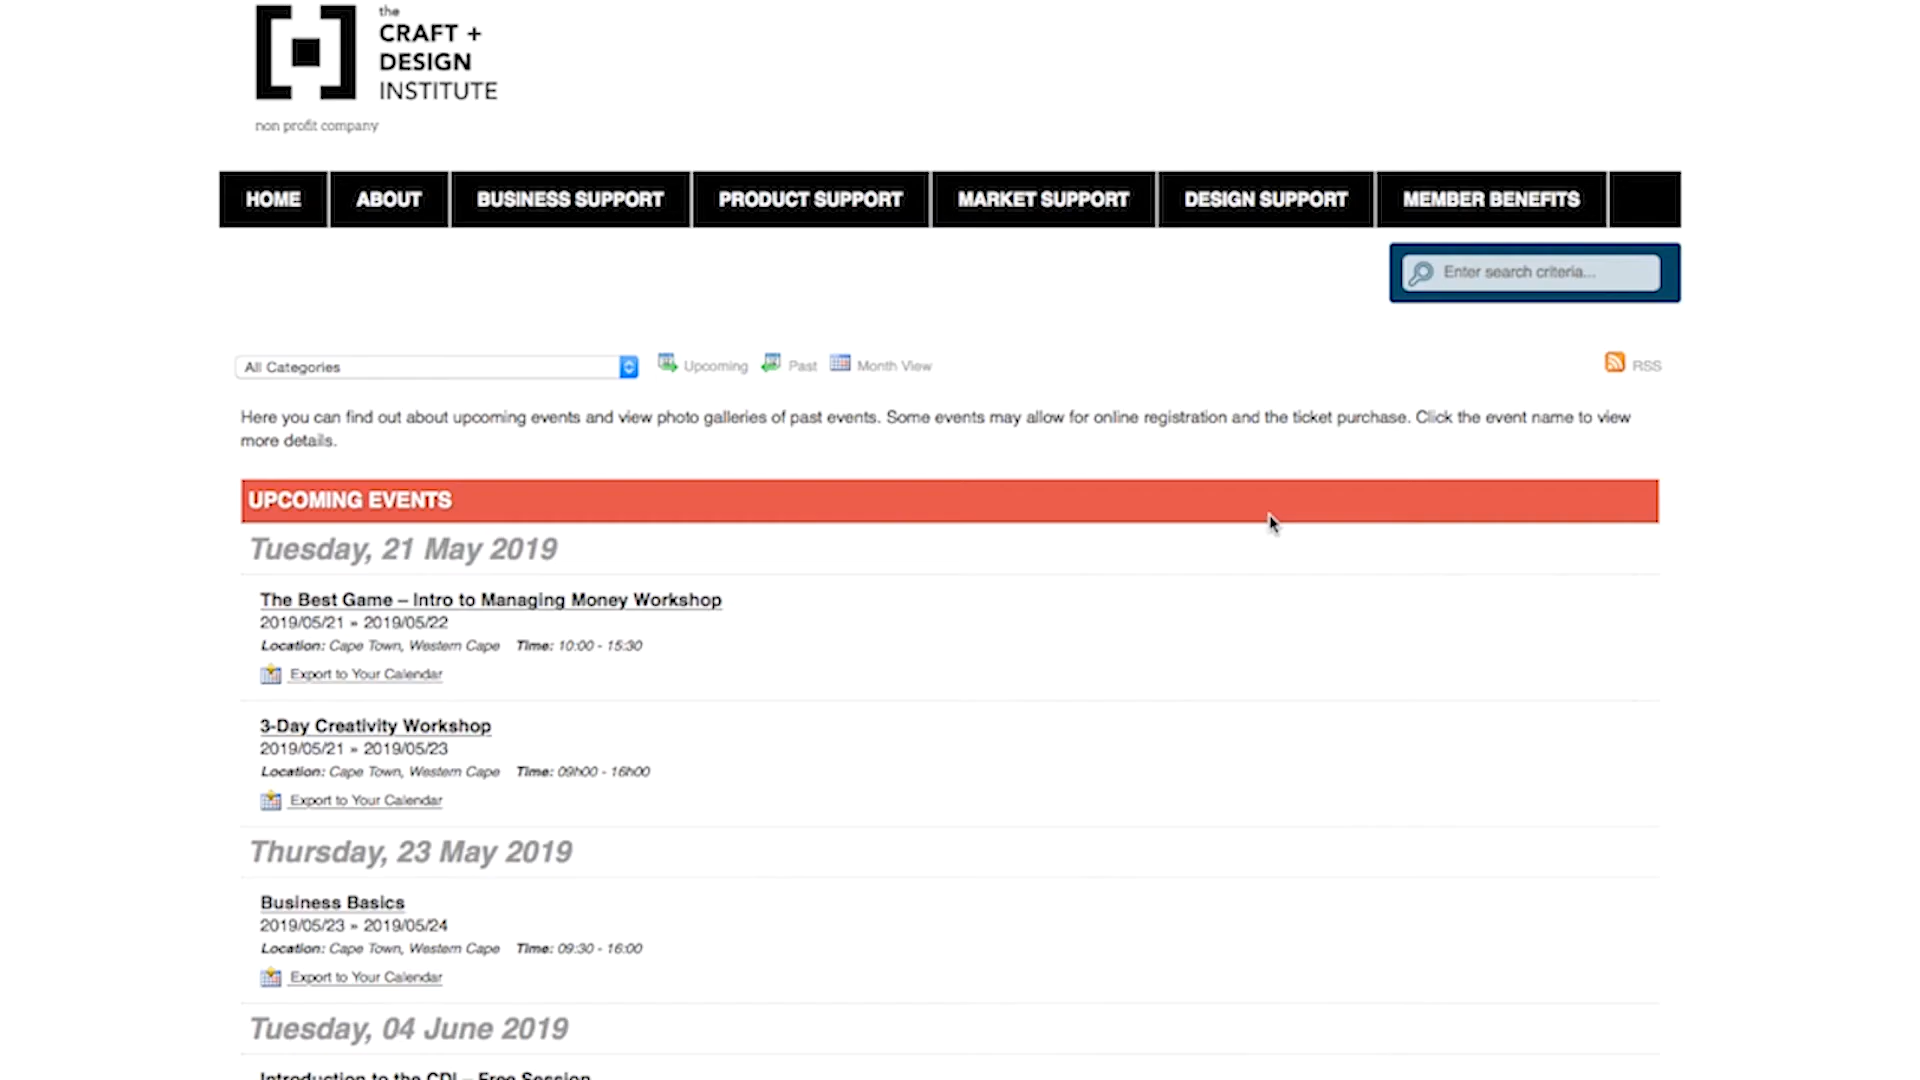 the
CRAFT +
DESIGN
INSTITUTE
non profit company
HOME ABOUT BUSINESS SUPPORT PRODUCT SUPPORT MARKET SUPPORT DESIGN SUPPORT MEMBER BENEFITS
Enter search criteria...
All Categories Upcoming Past Month View RSS
Here you can find out about upcoming events and view photo galleries of past events. Some events may allow for online registration and the ticket purchase. Click the event name to view
more details.
UPCOMING EVENTS
Tuesday, 21 May 2019
The Best Game – Intro to Managing Money Workshop
2019/05/21 » 2019/05/22
Location: Cape Town, Western Cape Time: 10:00 - 15:30
Export to Your Calendar
3-Day Creativity Workshop
2019/05/21 » 2019/05/23
Location: Cape Town, Western Cape Time: 09h00 - 16h00
Export to Your Calendar
Thursday, 23 May 2019
Business Basics
2019/05/23 » 2019/05/24
Location: Cape Town, Western Cape Time: 09:30 - 16:00
Export to Your Calendar
Tuesday, 04 June 2019
Introduction to the CDI – Free Session